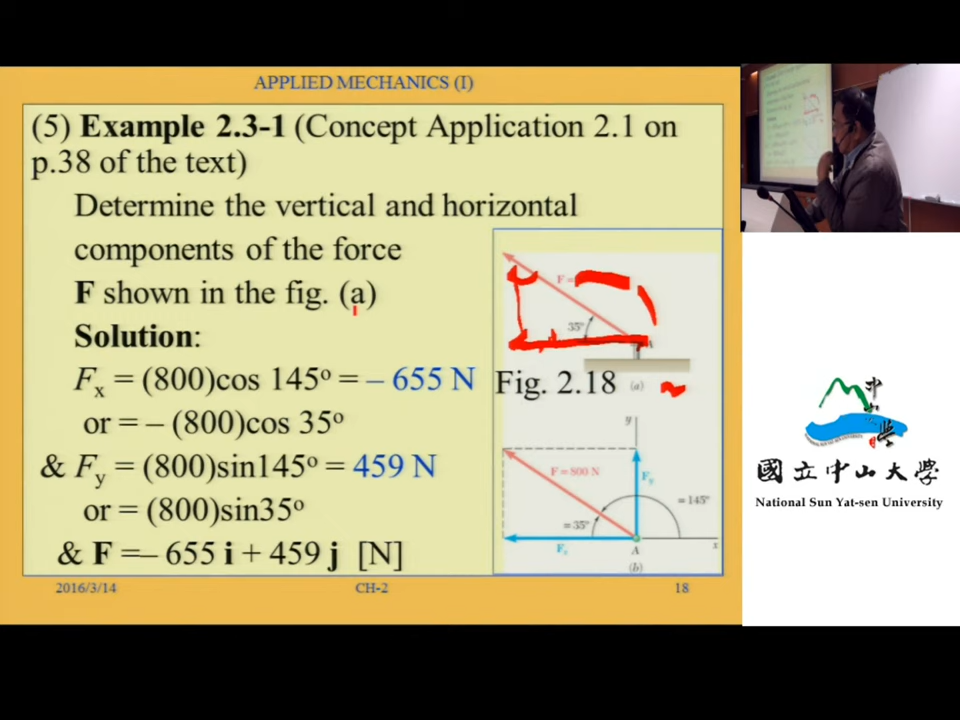 APPLIED MECHANICS (I)
(5) Example 2.3-1 (Concept Application 2.1 on
p.38 of the text)
Determine the vertical and horizontal
components of the force
F shown in the fig. (a)
Solution:
Fx = (800)cos 145° = – 655 N
or = – (800)cos 35°
& Fy = (800)sin145° = 459 N
or = (800)sin35°
& F =– 655 i + 459 j [N]
F =
35°
A
Fig. 2.18 (a)
y
F = 800 N
Fy
= 145°
= 35°
Fx
A
x
(b)
2016/3/14
CH-2
18
國立中山大學
National Sun Yat-sen University